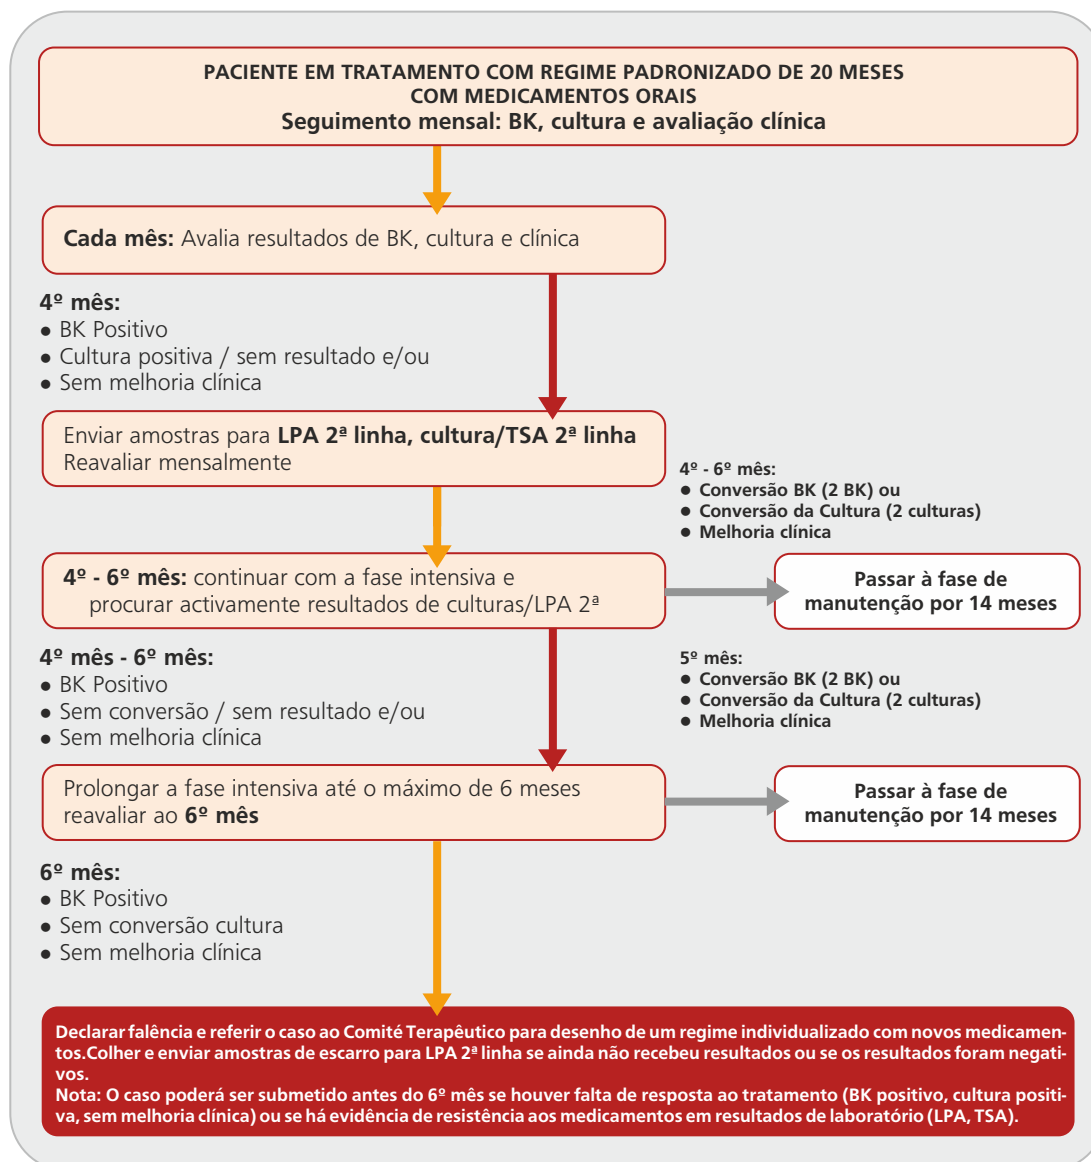 PACIENTE EM TRATAMENTO COM REGIME PADRONIZADO DE 20 MESES
COM MEDICAMENTOS ORAIS
Seguimento mensal: BK, cultura e avaliação clínica
Cada mês: Avalia resultados de BK, cultura e clínica
4º mês:
● BK Positivo
● Cultura positiva / sem resultado e/ou
● Sem melhoria clínica
Enviar amostras para LPA 2ª linha, cultura/TSA 2ª linha
Reavaliar mensalmente
4º - 6º mês:
● Conversão BK (2 BK) ou
● Conversão da Cultura (2 culturas)
● Melhoria clínica
4º - 6º mês: continuar com a fase intensiva e
procurar activamente resultados de culturas/LPA 2ª
Passar à fase de
manutenção por 14 meses
4º mês - 6º mês:
● BK Positivo
● Sem conversão / sem resultado e/ou
● Sem melhoria clínica
5º mês:
● Conversão BK (2 BK) ou
● Conversão da Cultura (2 culturas)
● Melhoria clínica
Prolongar a fase intensiva até o máximo de 6 meses
reavaliar ao 6º mês
Passar à fase de
manutenção por 14 meses
6º mês:
● BK Positivo
● Sem conversão cultura
● Sem melhoria clínica
Declarar falência e referir o caso ao Comité Terapêutico para desenho de um regime individualizado com novos medicamen-
tos.Colher e enviar amostras de escarro para LPA 2ª linha se ainda não recebeu resultados ou se os resultados foram negati-
vos.
Nota: O caso poderá ser submetido antes do 6º mês se houver falta de resposta ao tratamento (BK positivo, cultura positi-
va, sem melhoria clínica) ou se há evidência de resistência aos medicamentos em resultados de laboratório (LPA, TSA).